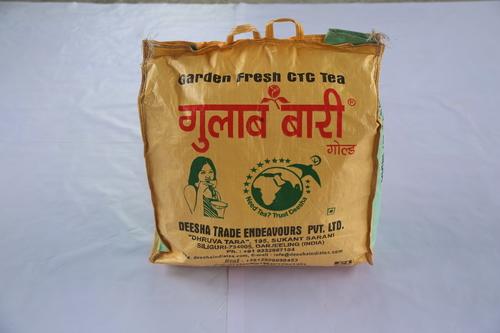 Garden Fresh CTC Tea
गुलाब बारी ®
गोल्ड
Need Tea? Trust Deesha
DEESHA TRADE ENDEAVOURS PVT. LTD.
"DHRUVA TARA", 195, SUKANT SARANI
SILIGURI-734005, DARJEELING (INDIA)